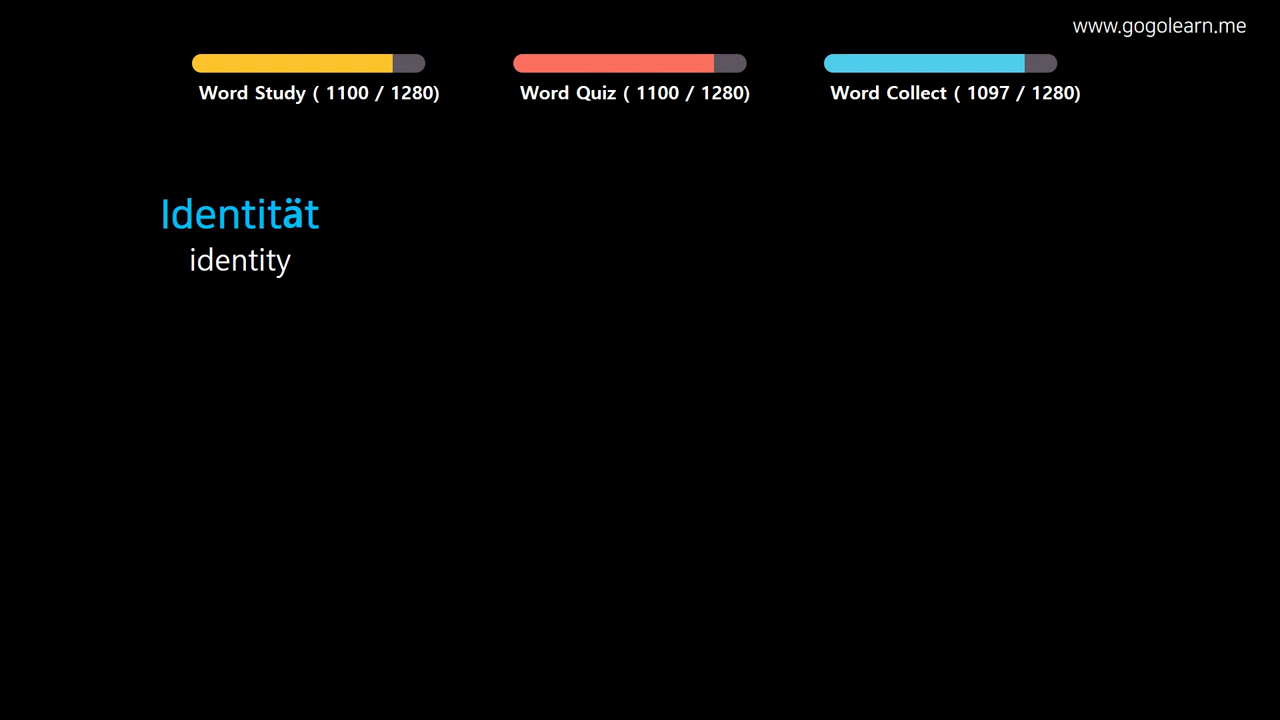 www.gogolearn.me
Word Study ( 1100 / 1280)
Word Quiz ( 1100 / 1280)
Word Collect ( 1097 / 1280)
Identität
identity